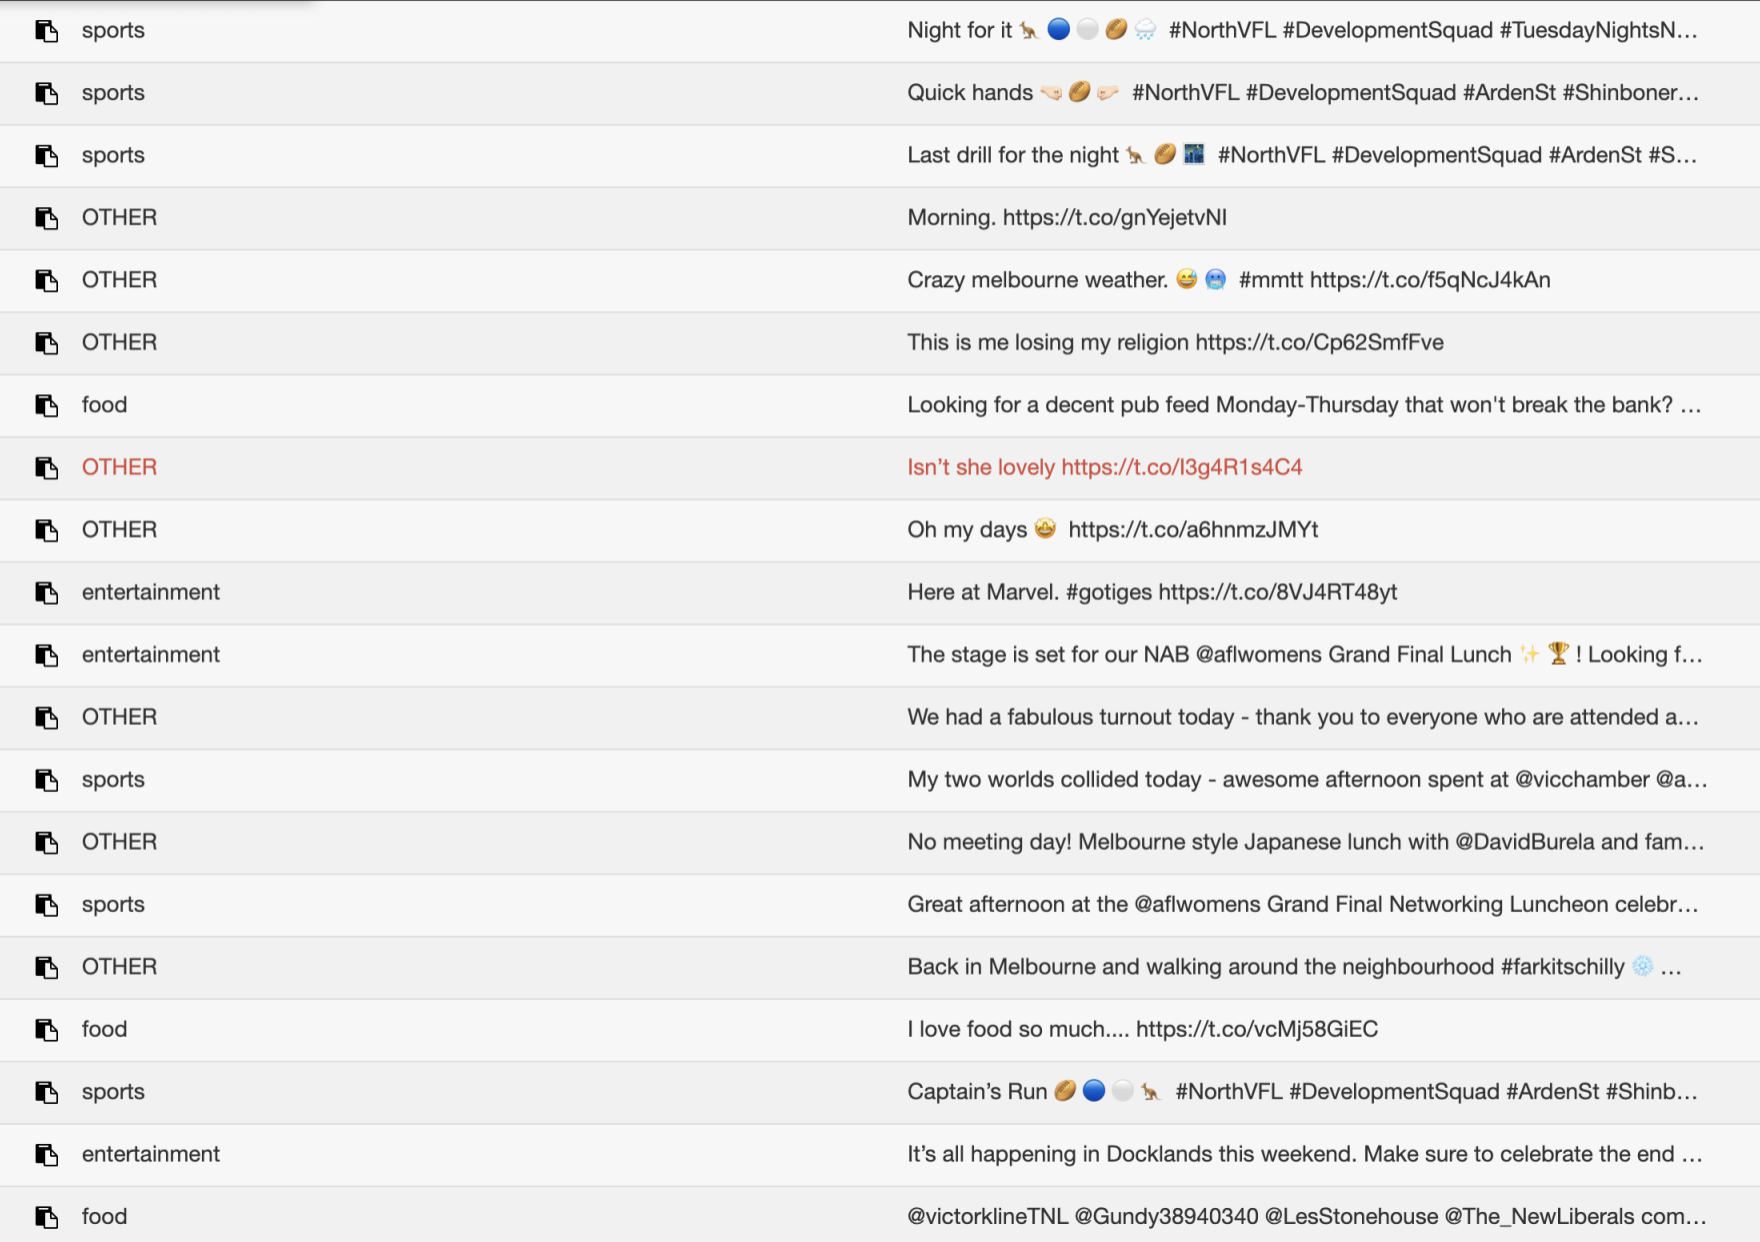 sports Night for it 🦘 🔵 ⚪ 🏉 🌧️ #NorthVFL #DevelopmentSquad #TuesdayNightsN...
sports Quick hands 🤜🏻 🏉 🤛🏻 #NorthVFL #DevelopmentSquad #ArdenSt #Shinboner...
sports Last drill for the night 🦘 🏉 🌃 #NorthVFL #DevelopmentSquad #ArdenSt #S...
OTHER Morning. https://t.co/gnYejetvNI
OTHER Crazy melbourne weather. 😅 🥶 #mmtt https://t.co/f5qNcJ4kAn
OTHER This is me losing my religion https://t.co/Cp62SmfFve
food Looking for a decent pub feed Monday-Thursday that won't break the bank? ...
OTHER Isn’t she lovely https://t.co/I3g4R1s4C4
OTHER Oh my days 🤩 https://t.co/a6hnmzJMYt
entertainment Here at Marvel. #gotiges https://t.co/8VJ4RT48yt
entertainment The stage is set for our NAB @aflwomens Grand Final Lunch ✨ 🏆 ! Looking f...
OTHER We had a fabulous turnout today - thank you to everyone who are attended a...
sports My two worlds collided today - awesome afternoon spent at @vicchamber @a...
OTHER No meeting day! Melbourne style Japanese lunch with @DavidBurela and fam...
sports Great afternoon at the @aflwomens Grand Final Networking Luncheon celebr...
OTHER Back in Melbourne and walking around the neighbourhood #farkitschilly ❄️ ...
food I love food so much.... https://t.co/vcMj58GiEC
sports Captain’s Run 🏉 🔵 ⚪ 🦘 #NorthVFL #DevelopmentSquad #ArdenSt #Shinb...
entertainment It’s all happening in Docklands this weekend. Make sure to celebrate the end ...
food @victorklineTNL @Gundy38940340 @LesStonehouse @The_NewLiberals com...